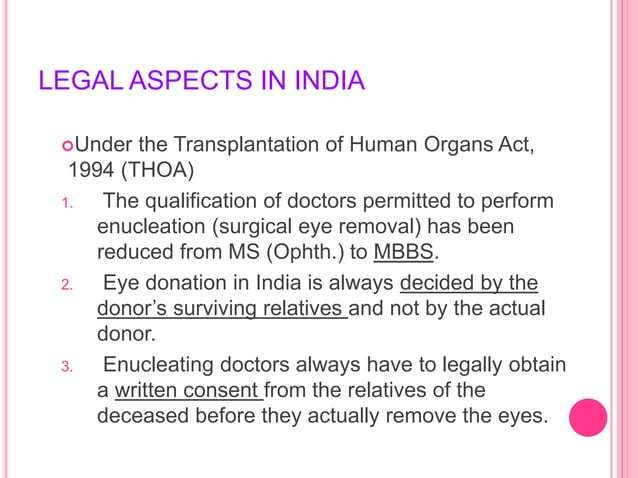 LEGAL ASPECTS IN INDIA
Under the Transplantation of Human Organs Act,
1994 (THOA)
1. The qualification of doctors permitted to perform
enucleation (surgical eye removal) has been
reduced from MS (Ophth.) to MBBS.
2. Eye donation in India is always decided by the
donor’s surviving relatives and not by the actual
donor.
3. Enucleating doctors always have to legally obtain
a written consent from the relatives of the
deceased before they actually remove the eyes.